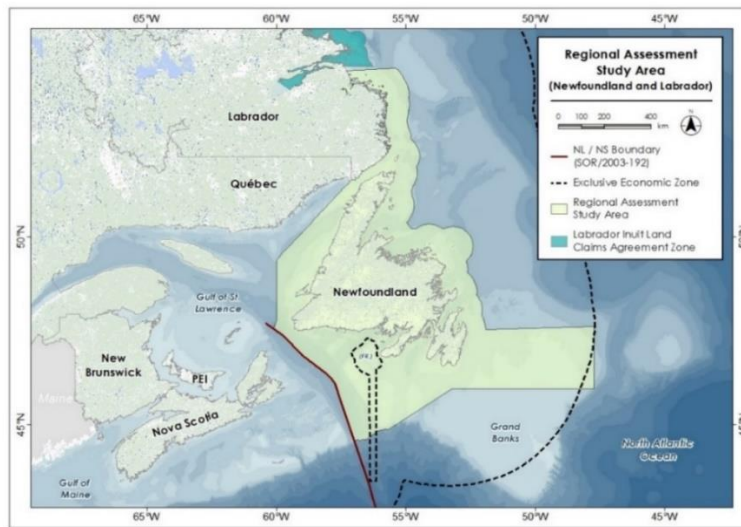 65°W
60°W
55°W
50°W
45°W
Regional Assessment
Study Area
(Newfoundland and Labrador)
0 100 200 400
km
N
NL / NS Boundary
(SOR/2003-192)
Exclusive Economic Zone
Regional Assessment
Study Area
Labrador Inuit Land
Claims Agreement Zone
Labrador
Québec
50°N
Newfoundland
Gulf of St.
Lawrence
(FR.)
New
Brunswick
PEI
Maine
Nova Scotia
45°N
45°N
Grand
Banks
North Atlantic
Ocean
Gulf of
Maine
65°W
60°W
55°W
50°W
45°W